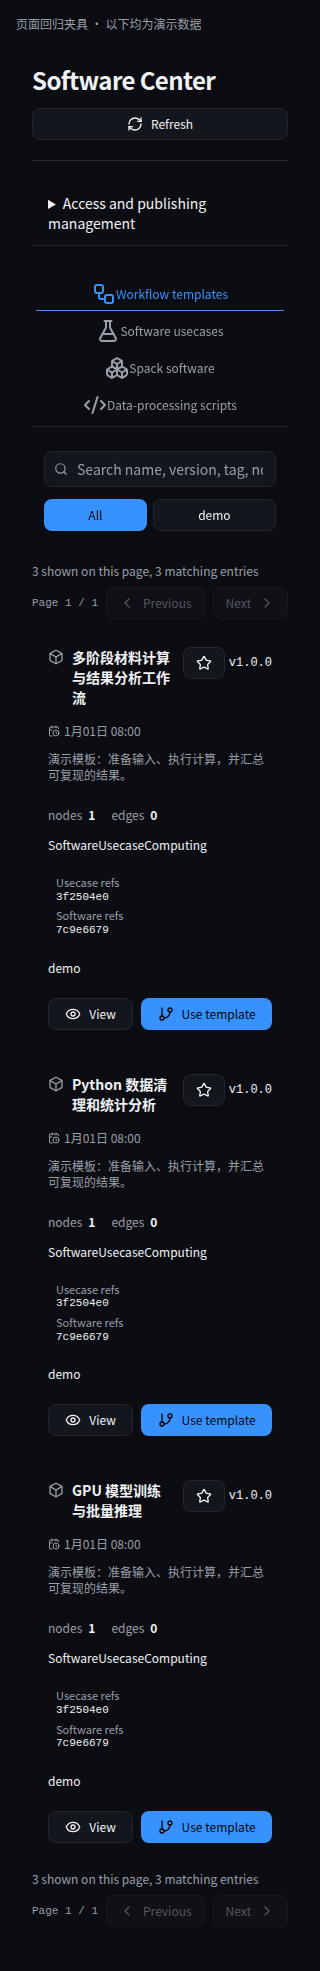 页面回归夹具 · 以下均为演示数据
Software Center
Refresh
Access and publishing
management
Workflow templates
Software usecases
Spack software
Data-processing scripts
Search name, version, tag, no
All
demo
3 shown on this page, 3 matching entries
Page 1 / 1
Previous
Next
多阶段材料计算
与结果分析工作
流
v1.0.0
1月01日 08:00
演示模板：准备输入、执行计算，并汇总
可复现的结果。
nodes 1 edges 0
SoftwareUsecaseComputing
Usecase refs
3f2504e0
Software refs
7c9e6679
demo
View
Use template
Python 数据清
理和统计分析
v1.0.0
1月01日 08:00
演示模板：准备输入、执行计算，并汇总
可复现的结果。
nodes 1 edges 0
SoftwareUsecaseComputing
Usecase refs
3f2504e0
Software refs
7c9e6679
demo
View
Use template
GPU 模型训练
与批量推理
v1.0.0
1月01日 08:00
演示模板：准备输入、执行计算，并汇总
可复现的结果。
nodes 1 edges 0
SoftwareUsecaseComputing
Usecase refs
3f2504e0
Software refs
7c9e6679
demo
View
Use template
3 shown on this page, 3 matching entries
Page 1 / 1
Previous
Next